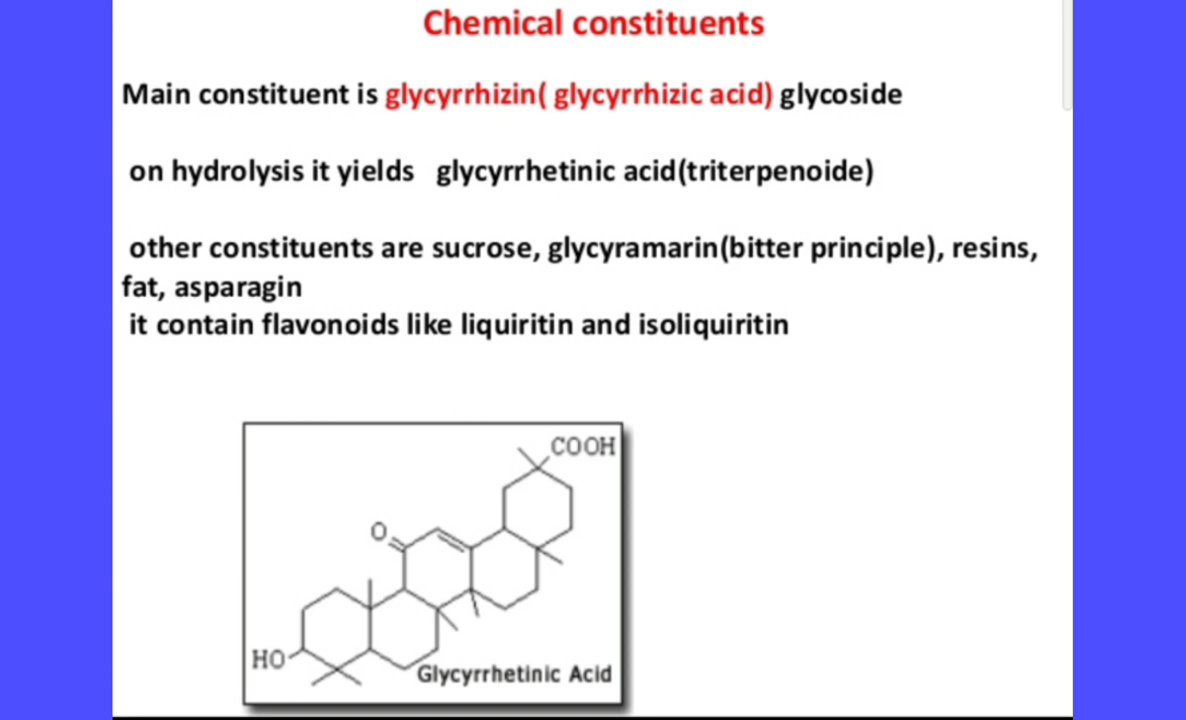 Chemical constituents
Main constituent is glycyrrhizin( glycyrrhizic acid) glycoside
on hydrolysis it yields glycyrrhetinic acid(triterpenoide)
other constituents are sucrose, glycyramarin(bitter principle), resins,
fat, asparagin
it contain flavonoids like liquiritin and isoliquiritin
COOH
O
HO
Glycyrrhetinic Acid